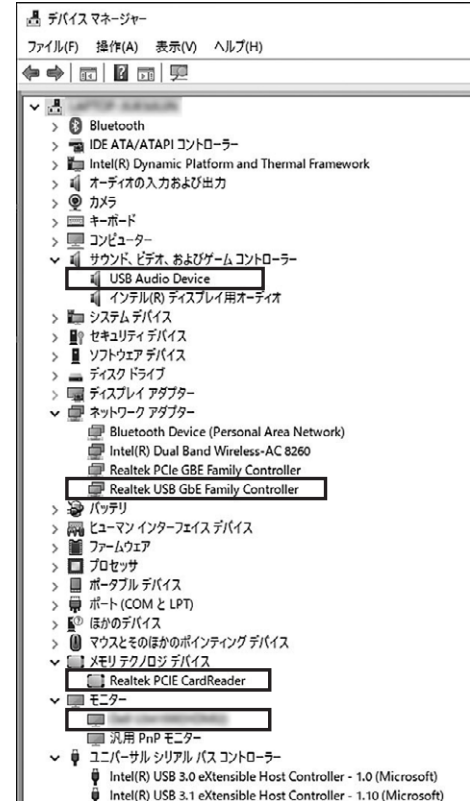 デバイス マネージャー
ファイル(F) 操作(A) 表示(V) ヘルプ(H)
Bluetooth
IDE ATA/ATAPI コントローラー
Intel(R) Dynamic Platform and Thermal Framework
オーディオの入力および出力
カメラ
キーボード
コンピューター
サウンド、ビデオ、およびゲーム コントローラー
USB Audio Device
インテル(R) ディスプレイ用オーディオ
システム デバイス
セキュリティ デバイス
ソフトウェア デバイス
ディスク ドライブ
ディスプレイ アダプター
ネットワーク アダプター
Bluetooth Device (Personal Area Network)
Intel(R) Dual Band Wireless-AC 8260
Realtek PCIe GBE Family Controller
Realtek USB GbE Family Controller
バッテリ
ヒューマン インターフェイス デバイス
ファームウェア
プロセッサ
ポータブル デバイス
ポート (COM と LPT)
ほかのデバイス
マウスとそのほかのポインティング デバイス
メモリ テクノロジ デバイス
Realtek PCIE CardReader
モニター
汎用 PnP モニター
ユニバーサル シリアル バス コントローラー
Intel(R) USB 3.0 eXtensible Host Controller - 1.0 (Microsoft)
Intel(R) USB 3.1 eXtensible Host Controller - 1.10 (Microsoft)